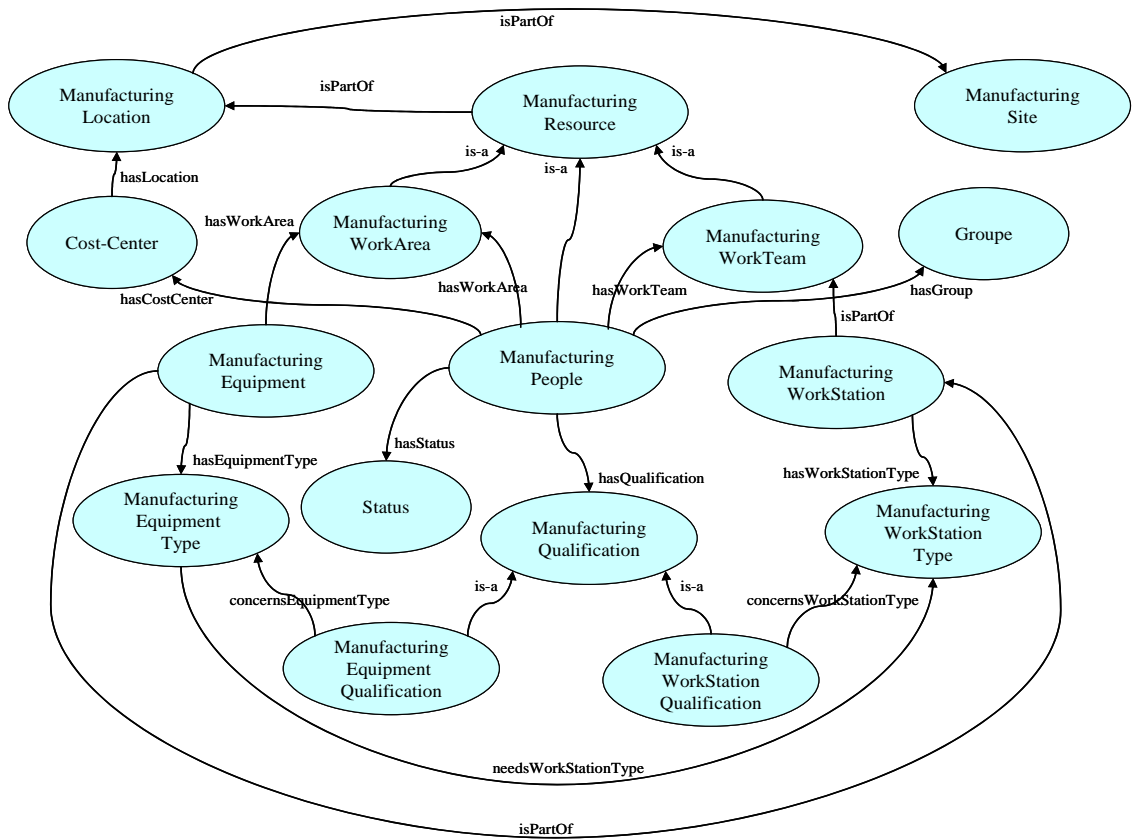 isPartOf
Manufacturing
Location
isPartOf
Manufacturing
Resource
Manufacturing
Site
is-a
is-a
is-a
hasLocation
Cost-Center
hasWorkArea
Manufacturing
WorkArea
Manufacturing
WorkTeam
Groupe
hasCostCenter
hasWorkArea
hasWorkTeam
hasGroup
isPartOf
Manufacturing
Equipment
Manufacturing
People
Manufacturing
WorkStation
hasEquipmentType
hasStatus
hasQualification
hasWorkStationType
Manufacturing
Equipment
Type
Status
Manufacturing
Qualification
Manufacturing
WorkStation
Type
concernsEquipmentType
is-a
is-a
concernsWorkStationType
Manufacturing
Equipment
Qualification
Manufacturing
WorkStation
Qualification
needsWorkStationType
isPartOf